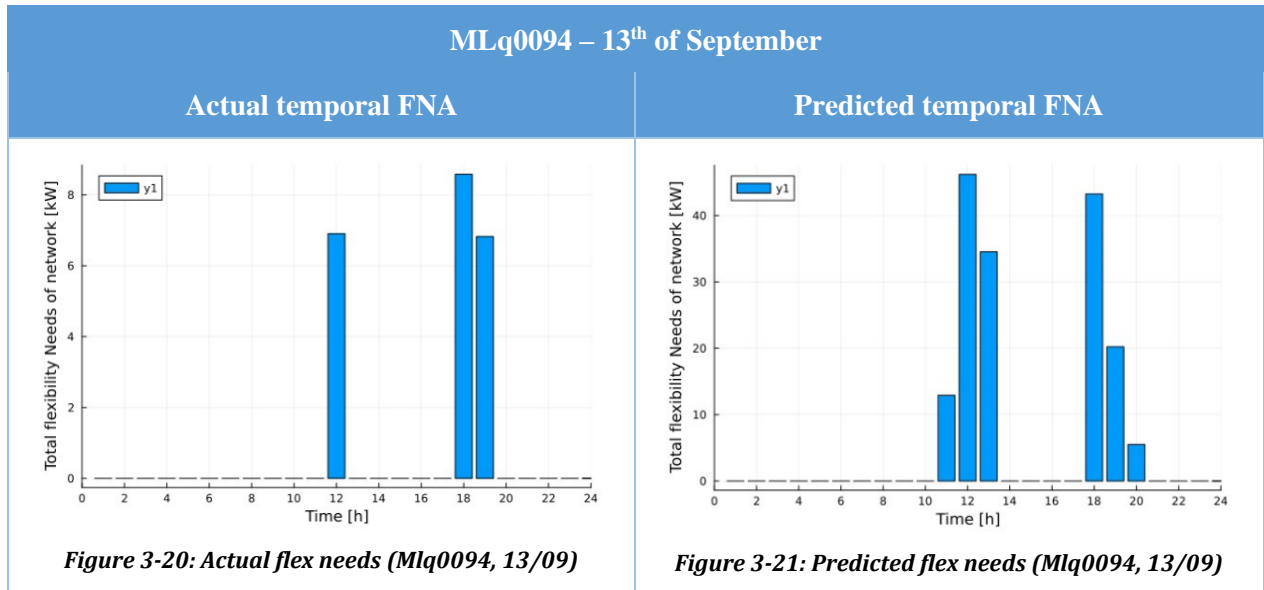 MLq0094 – 13th of September
Actual temporal FNA
Predicted temporal FNA
Total flexibility Needs of network [kW]
y1
8
6
4
2
0
0 2 4 6 8 10 12 14 16 18 20 22 24
Time [h]
Figure 3-20: Actual flex needs (Mlq0094, 13/09)
Total flexibility Needs of network [kW]
y1
40
30
20
10
0
0 2 4 6 8 10 12 14 16 18 20 22 24
Time [h]
Figure 3-21: Predicted flex needs (Mlq0094, 13/09)